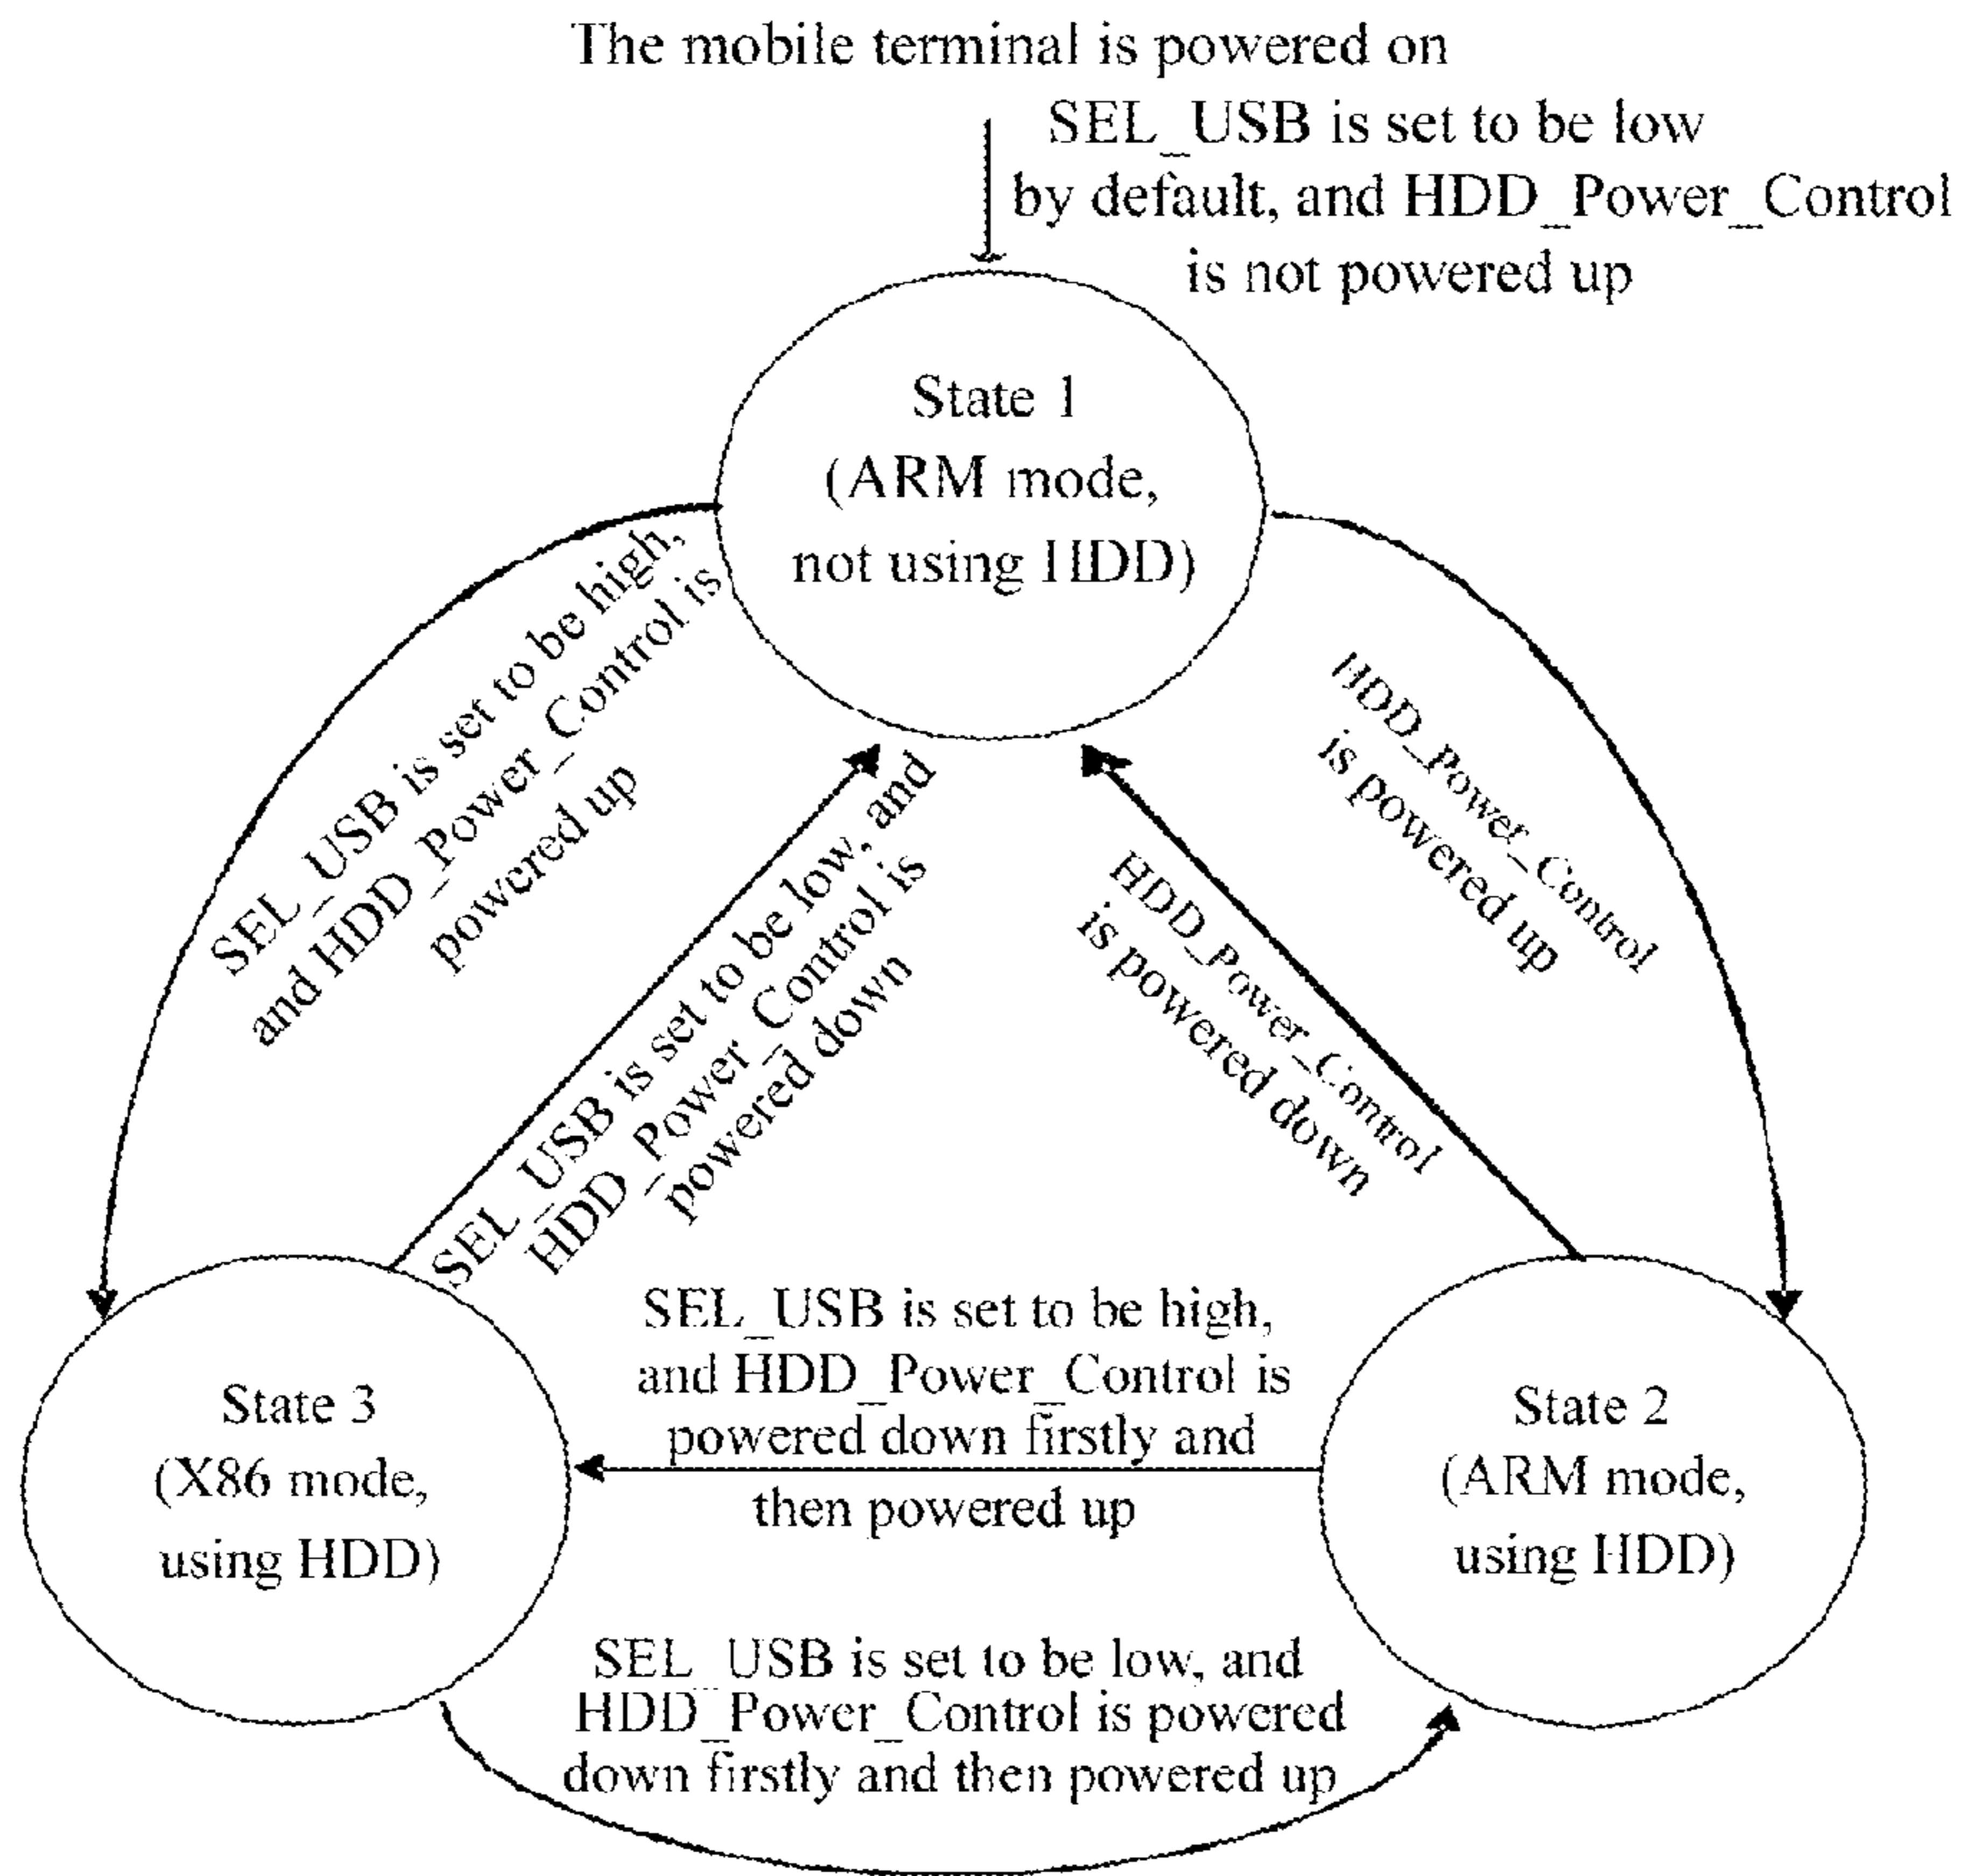 The mobile terminal is powered on
SEL_USB is set to be low
by default, and HDD_Power_Control
is not powered up
State 1
(ARM mode,
not using HDD)
SEL_USB is set to be high,
and HDD_Power_Control is
powered up
SEL_USB is set to be low, and
HDD_Power_Control is
powered down
HDD_Power_Control
is powered down
HDD_Power_Control
is powered up
SEL_USB is set to be high,
and HDD_Power_Control is
powered down firstly and
then powered up
State 3
(X86 mode,
using HDD)
State 2
(ARM mode,
using HDD)
SEL_USB is set to be low, and
HDD_Power_Control is powered
down firstly and then powered up